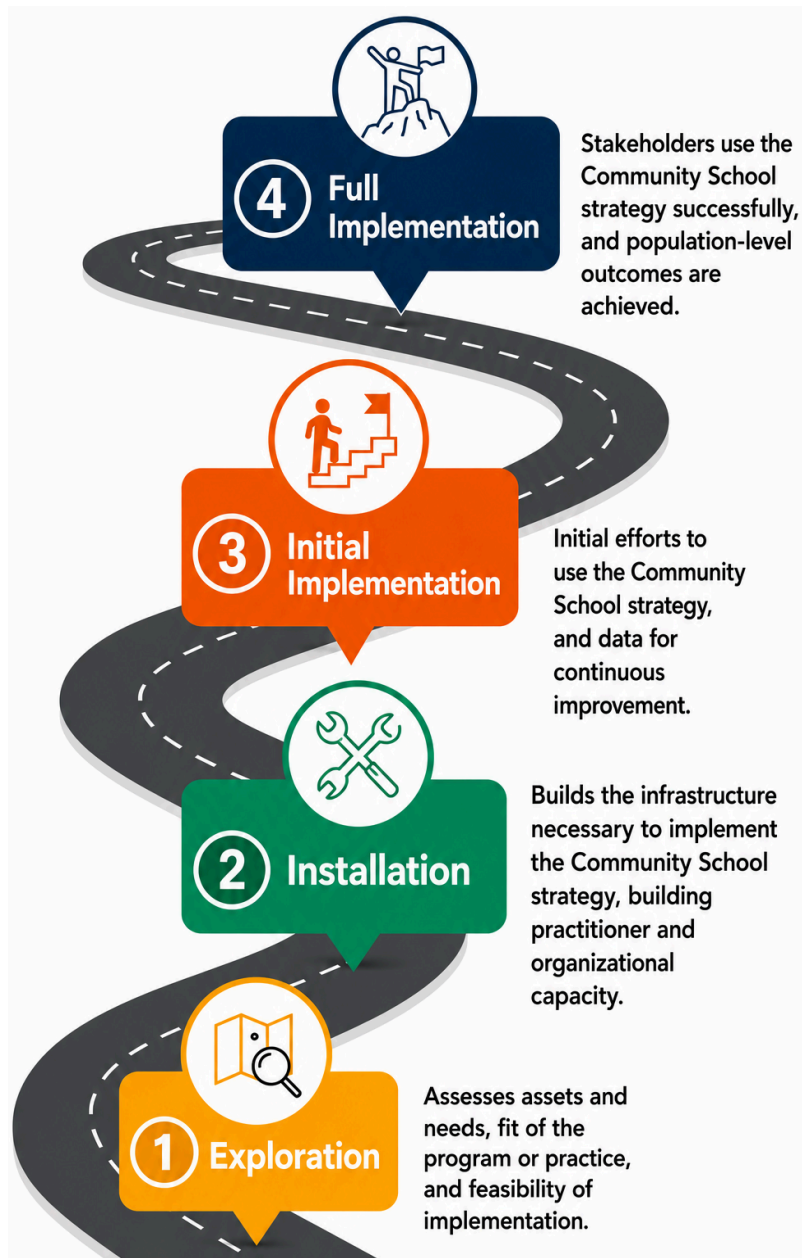 4
Full
Implementation
Stakeholders use the
Community School
strategy successfully,
and population-level
outcomes are
achieved.
3
Initial
Implementation
Initial efforts to
use the Community
School strategy,
and data for
continuous
improvement.
2
Installation
Builds the infrastructure
necessary to implement
the Community School
strategy, building
practitioner and
organizational
capacity.
1
Exploration
Assesses assets and
needs, fit of the
program or practice,
and feasibility of
implementation.